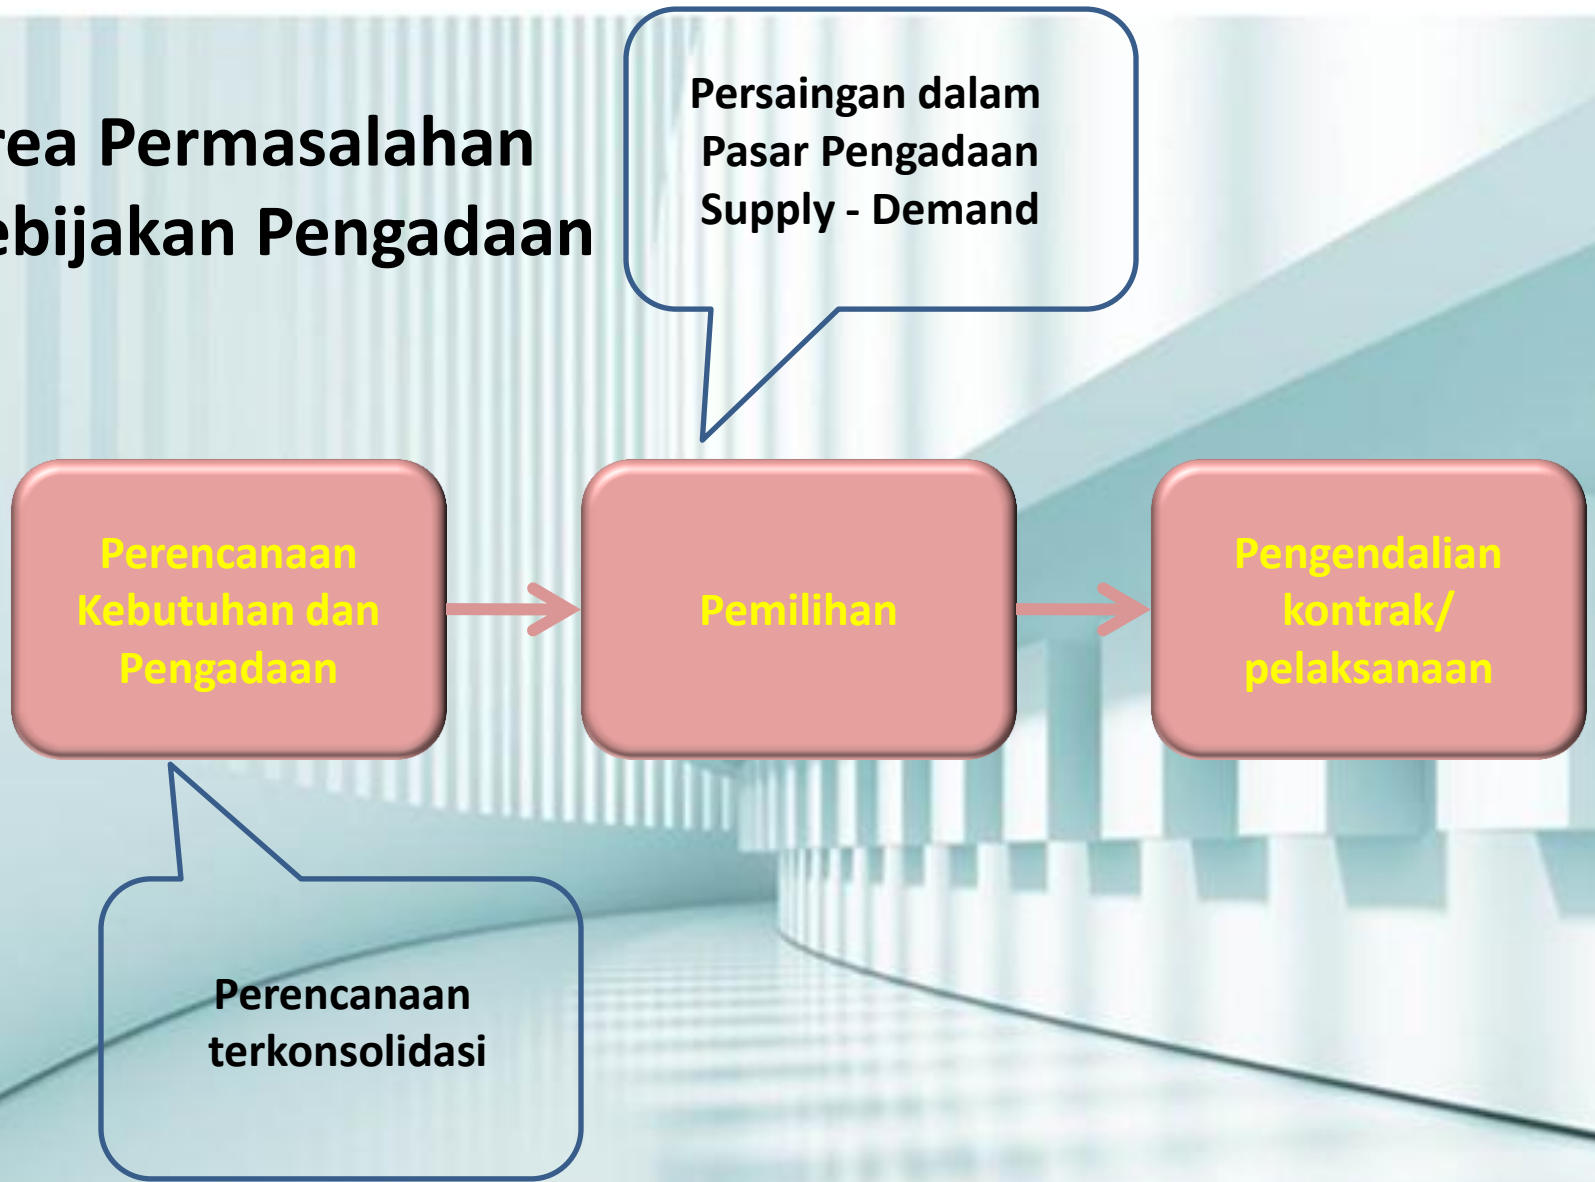 rea Permasalahan
ebijakan Pengadaan
Persaingan dalam
Pasar Pengadaan
Supply - Demand
Perencanaan
Kebutuhan dan
Pengadaan
Pemilihan
Pengendalian
kontrak/
pelaksanaan
Perencanaan
terkonsolidasi